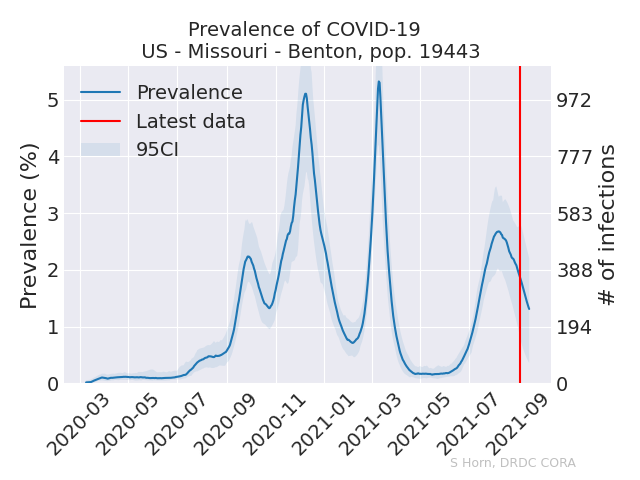 Prevalence of COVID-19
US - Missouri - Benton, pop. 19443
Prevalence
Latest data
95CI
Prevalence (%)
5
4
3
2
1
0
# of infections
972
777
583
388
194
0
2020-03
2020-05
2020-07
2020-09
2020-11
2021-01
2021-03
2021-05
2021-07
2021-09
S Horn, DRDC CORA